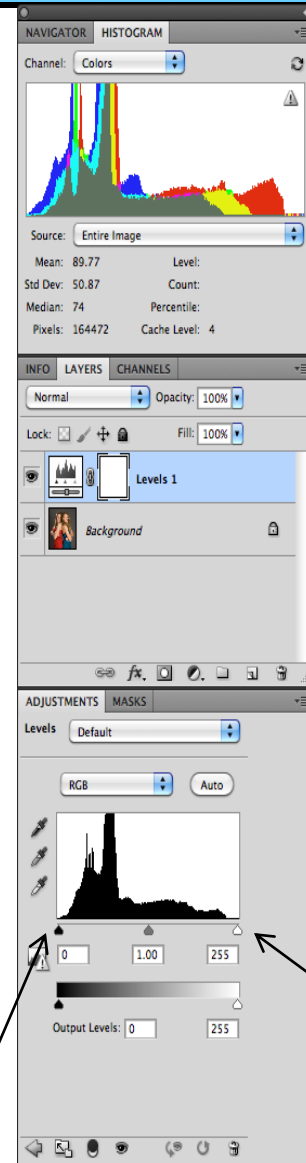 NAVIGATOR HISTOGRAM
Channel: Colors
Source: Entire Image
Mean: 89.77 Level:
Std Dev: 50.87 Count:
Median: 74 Percentile:
Pixels: 164472 Cache Level: 4
INFO LAYERS CHANNELS
Normal Opacity: 100%
Lock: Fill: 100%
Levels 1
Background
fx.
ADJUSTMENTS MASKS
Levels Default
RGB Auto
0 1.00 255
Output Levels: 0 255